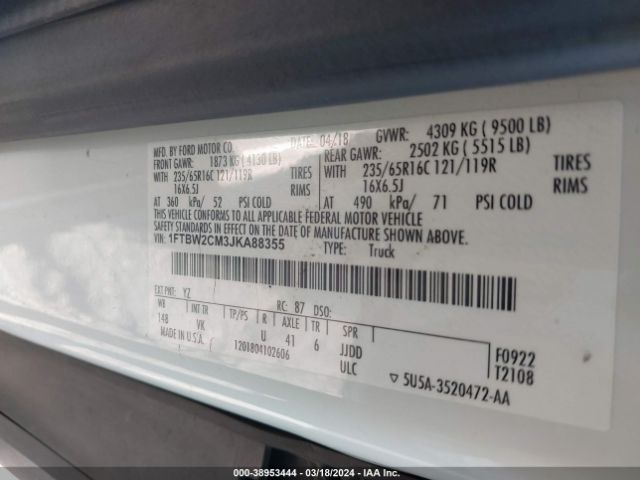 MFD. BY FORD MOTOR CO. DATE: 04/18 GVWR: 4309 KG ( 9500 LB)
FRONT GAWR: 1873 KG ( 4130 LB) REAR GAWR: 2502 KG ( 5515 LB)
WITH 235/65R16C 121/119R TIRES WITH 235/65R16C 121/119R TIRES
16X6.5J RIMS 16X6.5J RIMS
AT 360 kPa/ 52 PSI COLD AT 490 kPa/ 71 PSI COLD
THIS VEHICLE CONFORMS TO ALL APPLICABLE FEDERAL MOTOR VEHICLE
SAFETY STANDARDS IN EFFECT ON THE DATE OF MANUFACTURE SHOWN ABOVE.
VIN: 1FTBW2CM3JKA88355 TYPE: Truck
EXT PNT: YZ RC: 87 DSO:
WB INT TR TP/PS R AXLE TR SPR
148 VK U 41 6 JJDD
MADE IN U.S.A. 1201804102606 ULC
F0922
T2108
▽ 5U5A-3520472-AA
000-38953444 - 03/18/2024 - IAA Inc.